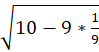 √(10 − 9 * 1/9)